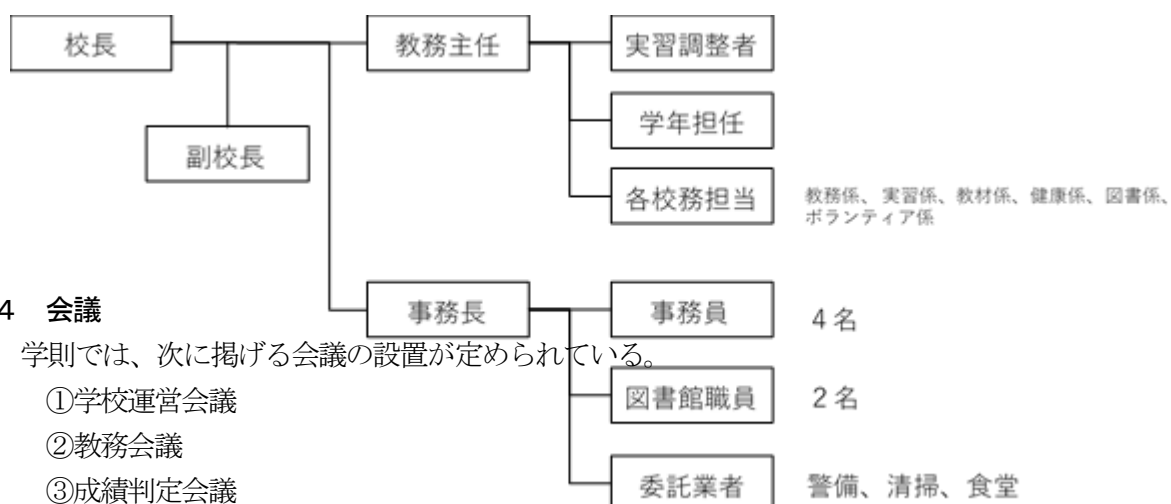 校長
教務主任
実習調整者
学年担任
副校長
各校務担当
教務係、実習係、教材係、健康係、図書係、
ボランティア係
事務長
事務員
4名
4 会議
学則では、次に掲げる会議の設置が定められている。
図書館職員
2名
①学校運営会議
②教務会議
③成績判定会議
委託業者
警備、清掃、食堂